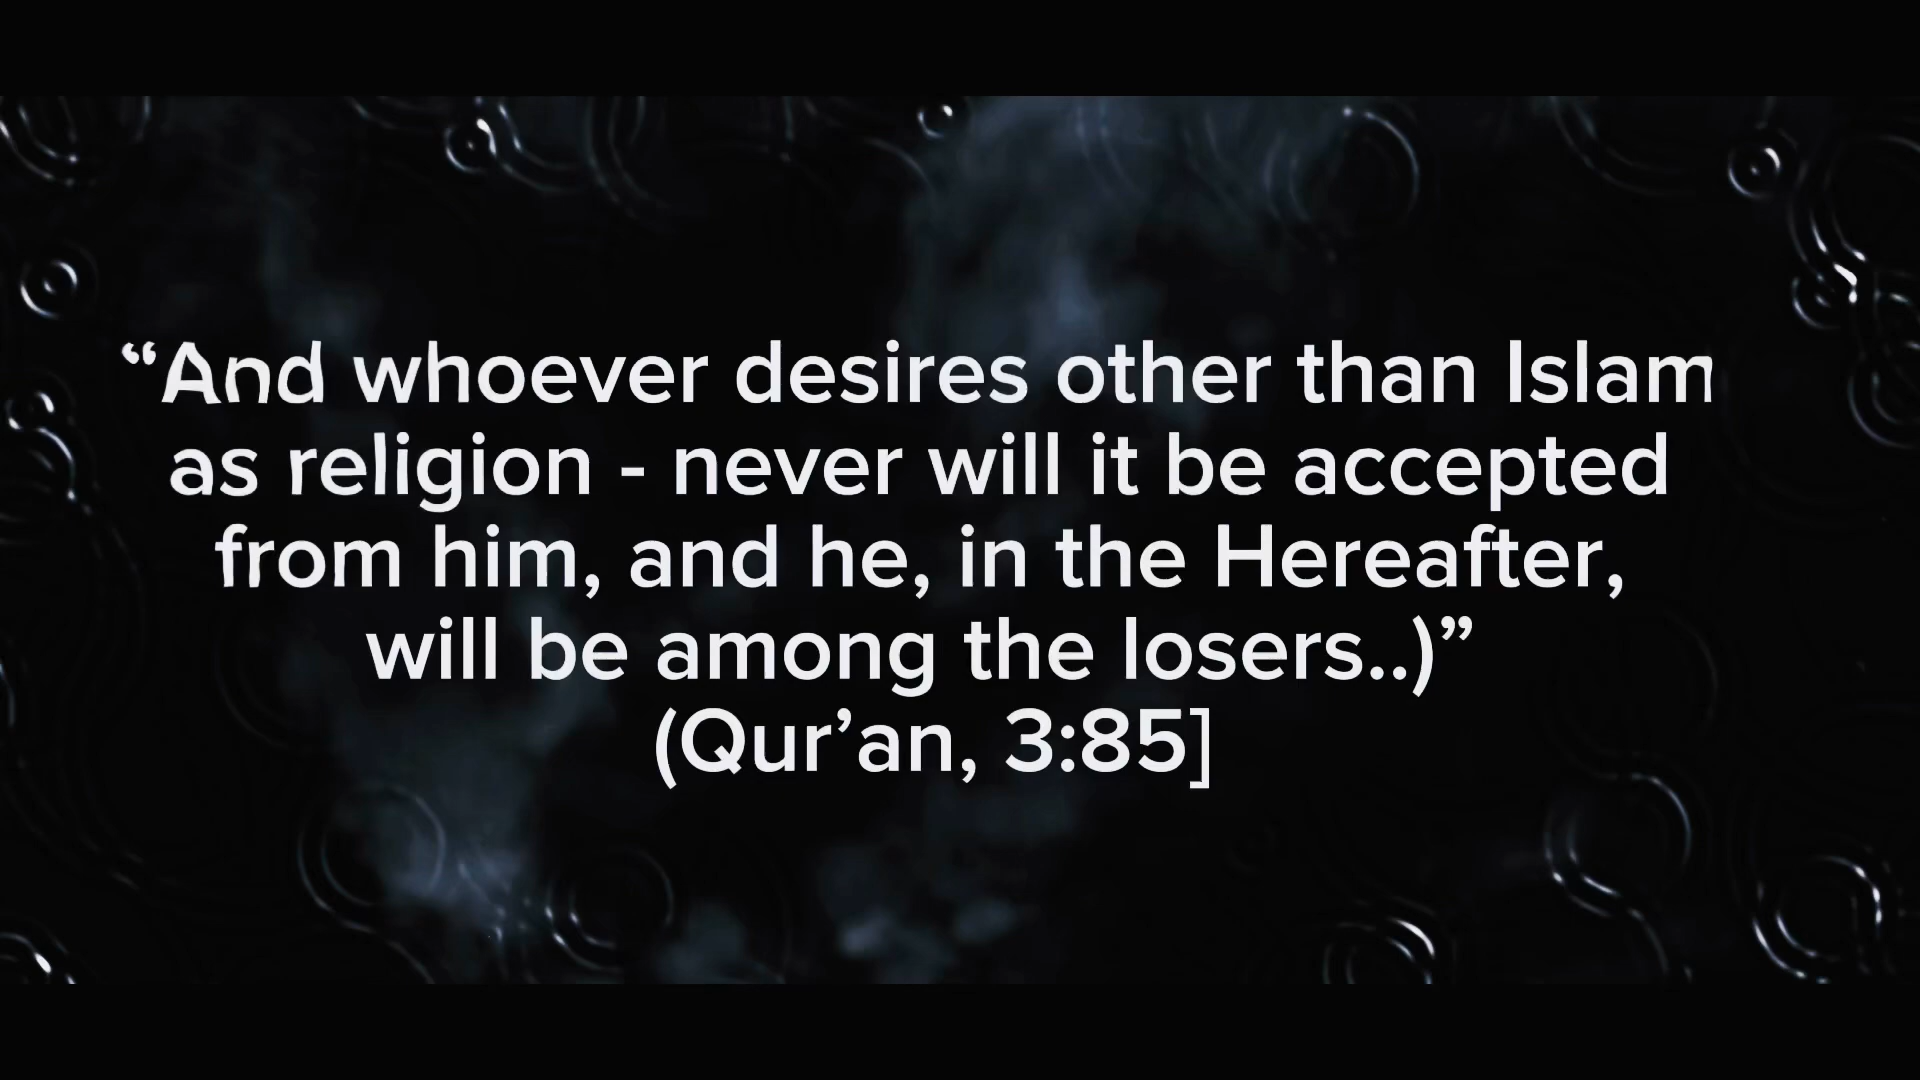 “And whoever desires other than Islam
as religion - never will it be accepted
from him, and he, in the Hereafter,
will be among the losers..)”
(Qur’an, 3:85]